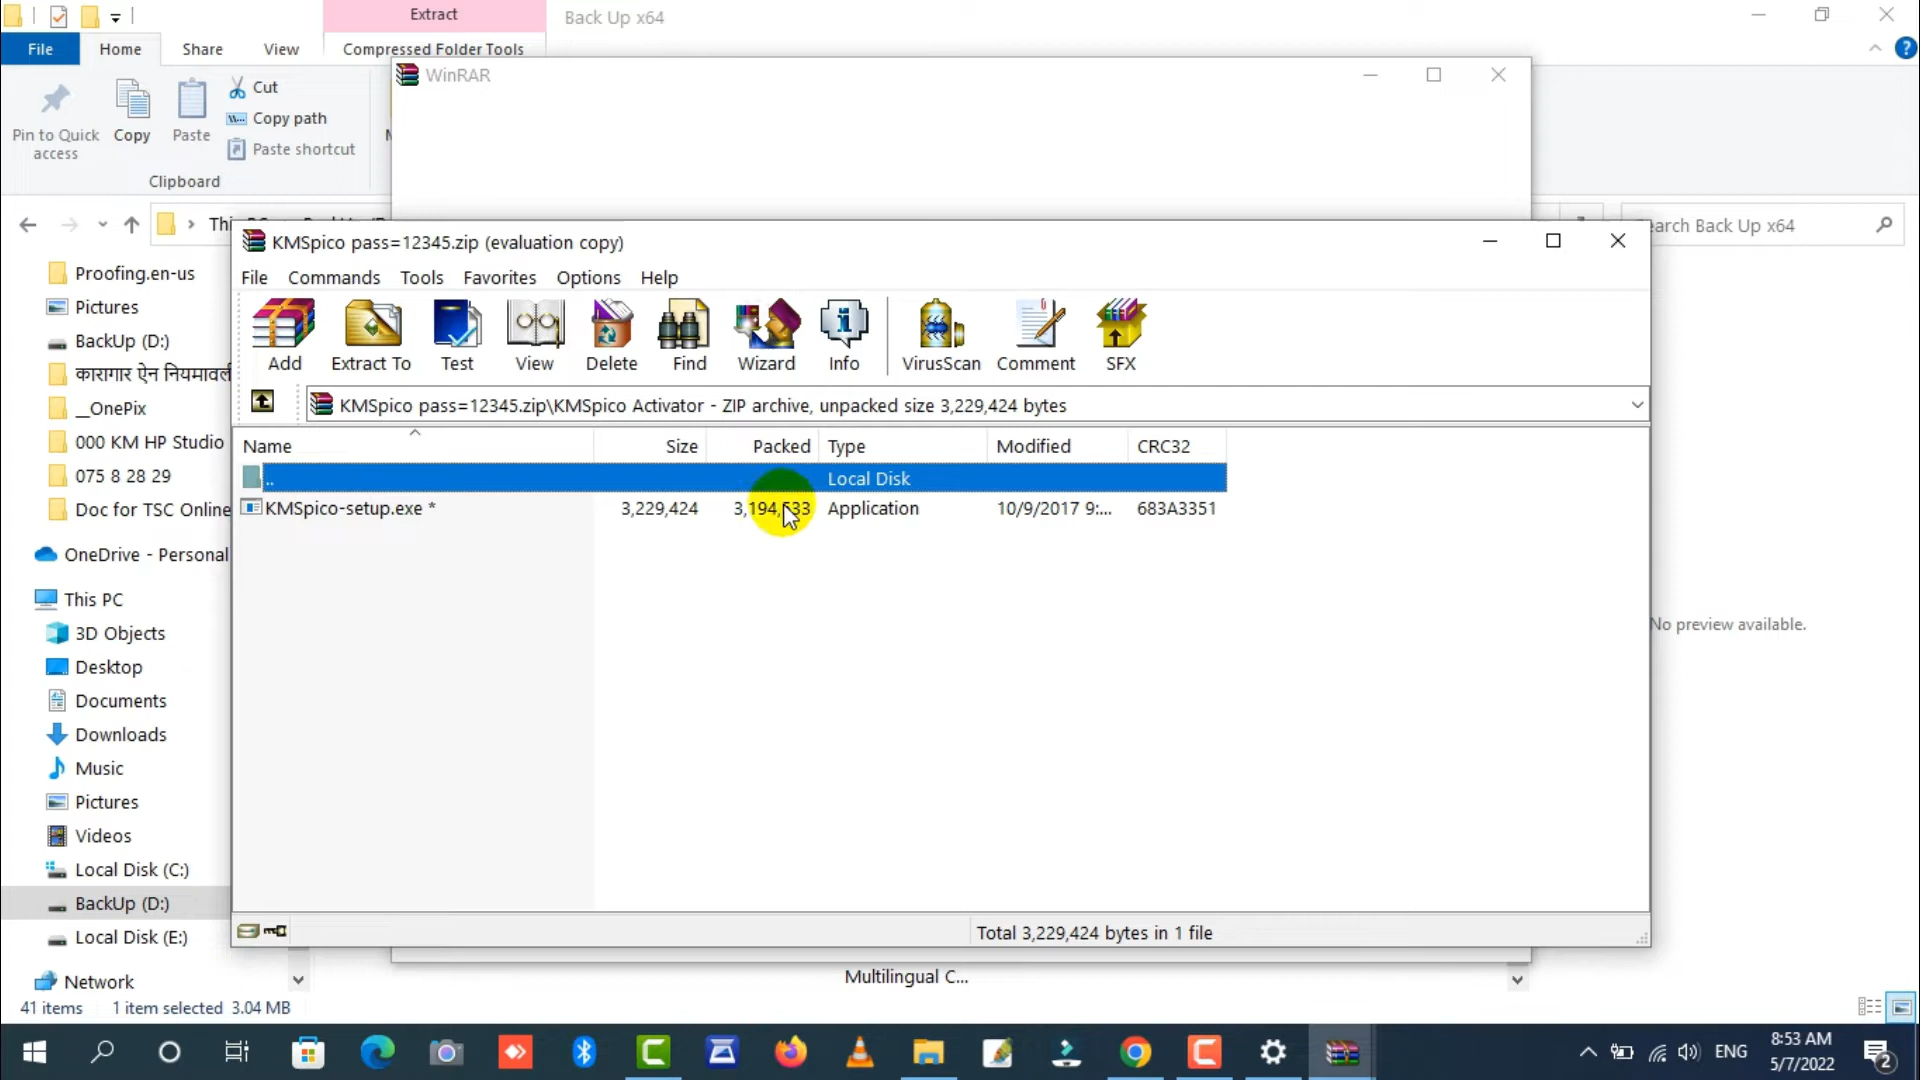 Extract
Back Up x64
File
Home
Share
View
Compressed Folder Tools
WinRAR
Pin to Quick access
Copy
Paste
Cut
Copy path
Paste shortcut
Clipboard
Back Up x64
KMSpico pass=12345.zip (evaluation copy)
File
Commands
Tools
Favorites
Options
Help
Add
Extract To
Test
View
Delete
Find
Wizard
Info
VirusScan
Comment
SFX
KMSpico pass=12345.zip\KMSpico Activator - ZIP archive, unpacked size 3,229,424 bytes
Name
Size
Packed
Type
Modified
CRC32
..
Local Disk
KMSpico-setup.exe *
3,229,424
3,194,533
Application
10/9/2017 9:...
683A3351
Total 3,229,424 bytes in 1 file
Proofing.en-us
Pictures
BackUp (D:)
कारागार ऐन नियमावली
__OnePix
000 KM HP Studio
075 8 28 29
Doc for TSC Online
OneDrive - Personal
This PC
3D Objects
Desktop
Documents
Downloads
Music
Pictures
Videos
Local Disk (C:)
BackUp (D:)
Local Disk (E:)
Network
No preview available.
Multilingual C...
41 items
1 item selected 3.04 MB
ENG
8:53 AM
5/7/2022
2